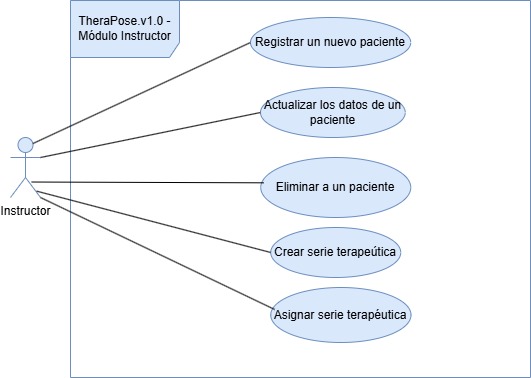 TheraPose.v1.0 -
Módulo Instructor
Registrar un nuevo paciente
Actualizar los datos de un
paciente
Eliminar a un paciente
Instructor
Crear serie terapeútica
Asignar serie terapéutica